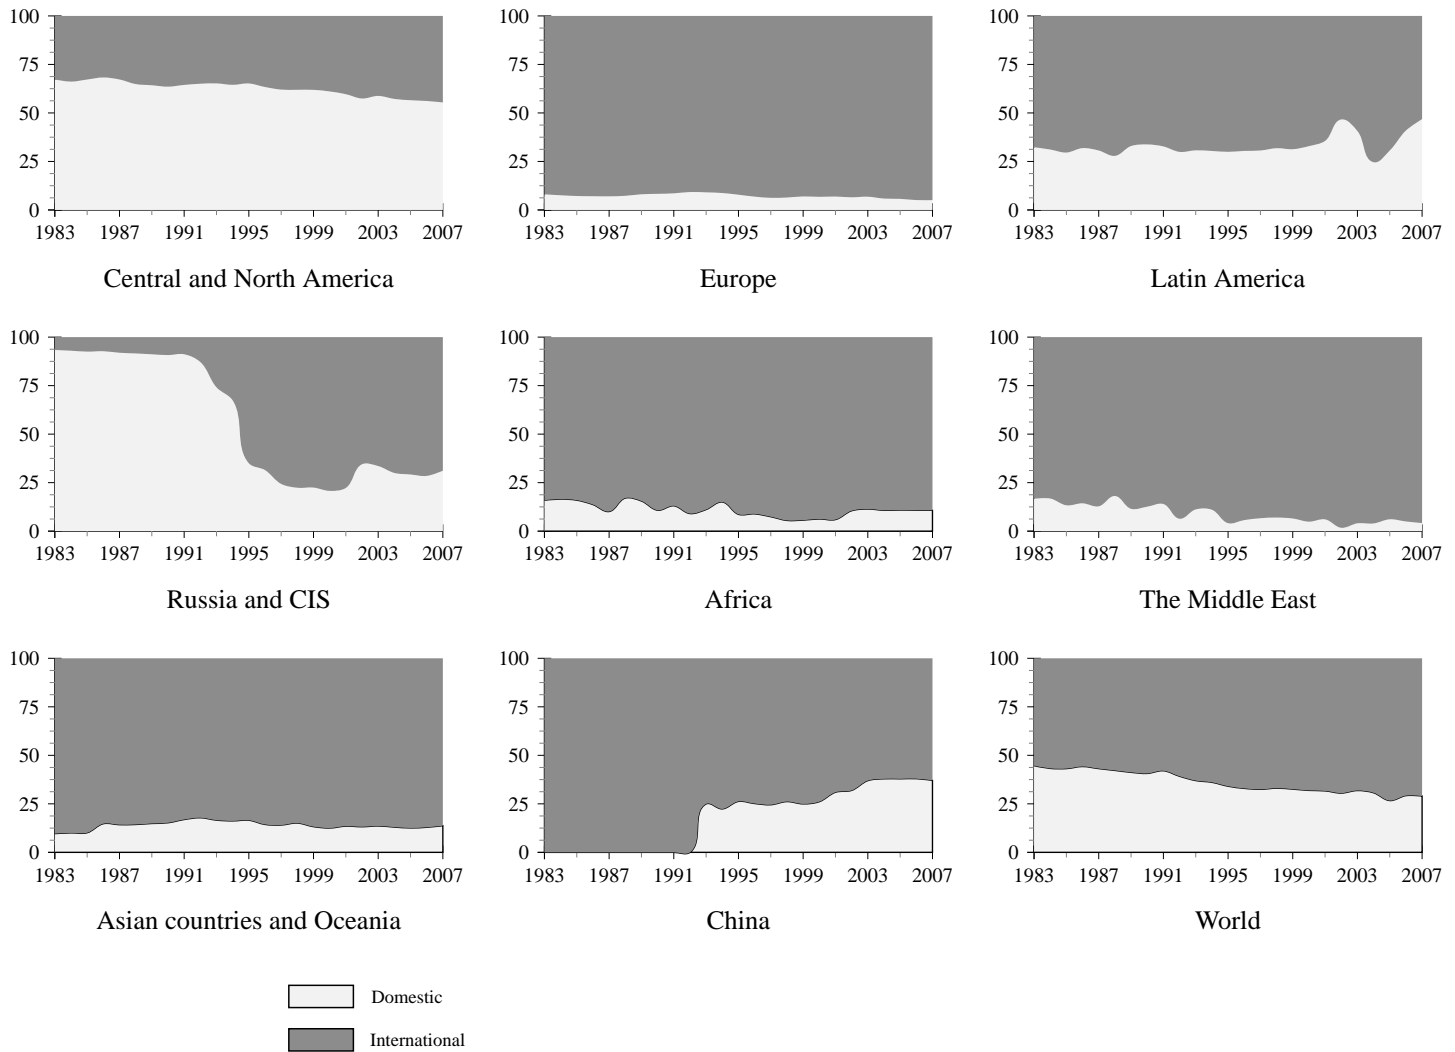 100 100 100
75 75 75
50 50 50
25 25 25
0 0 0
1983 1987 1991 1995 1999 2003 2007 1983 1987 1991 1995 1999 2003 2007 1983 1987 1991 1995 1999 2003 2007
Central and North America Europe Latin America
100 100 100
75 75 75
50 50 50
25 25 25
0 0 0
1983 1987 1991 1995 1999 2003 2007 1983 1987 1991 1995 1999 2003 2007 1983 1987 1991 1995 1999 2003 2007
Russia and CIS Africa The Middle East
100 100 100
75 75 75
50 50 50
25 25 25
0 0 0
1983 1987 1991 1995 1999 2003 2007 1983 1987 1991 1995 1999 2003 2007 1983 1987 1991 1995 1999 2003 2007
Asian countries and Oceania China World
Domestic
International